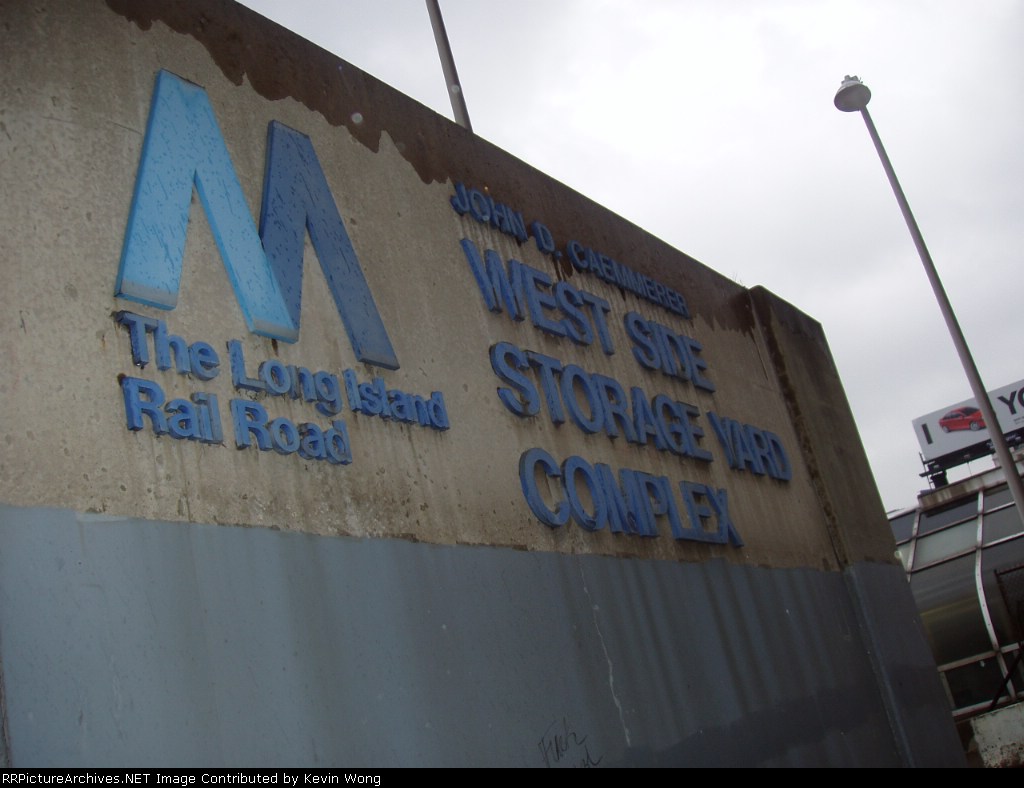 M
The Long Island
Rail Road
JOHN D. CAEMMERER
WEST SIDE
STORAGE YARD
COMPLEX
YO
RRPictureArchives.NET Image Contributed by Kevin Wong